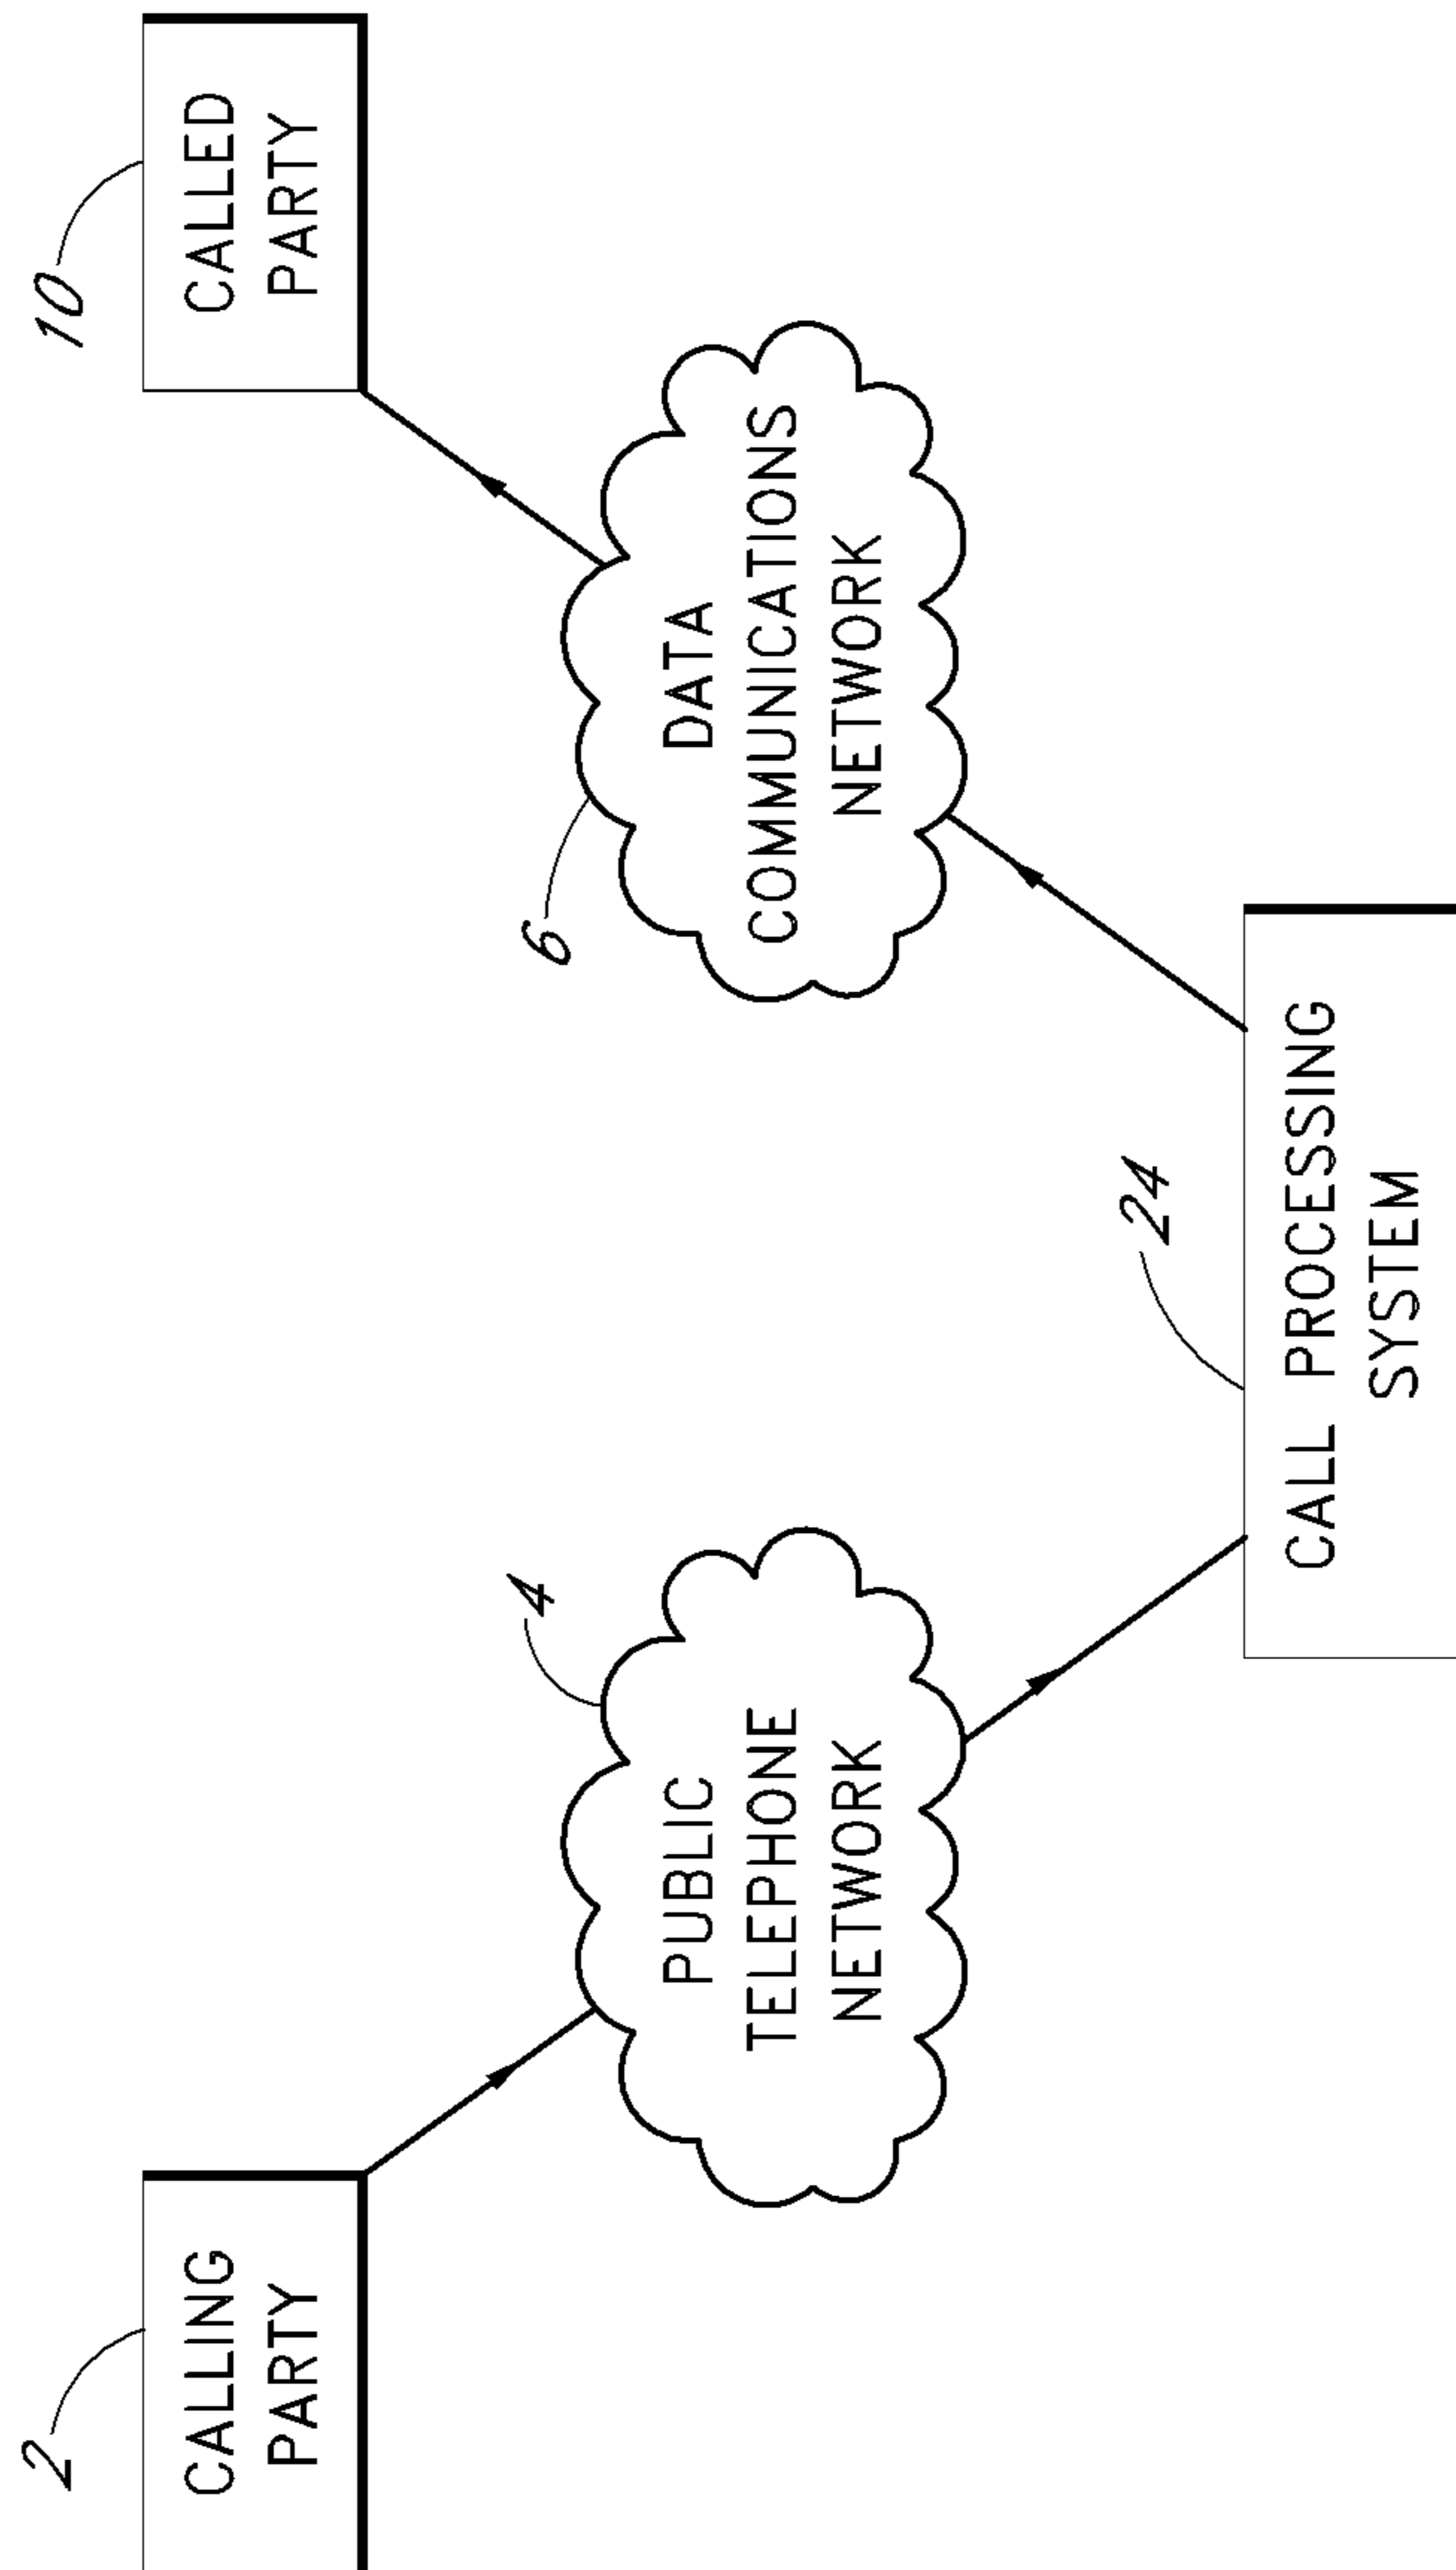 2
CALLING
PARTY
4
PUBLIC
TELEPHONE
NETWORK
24
CALL PROCESSING
SYSTEM
6
DATA
COMMUNICATIONS
NETWORK
10
CALLED
PARTY